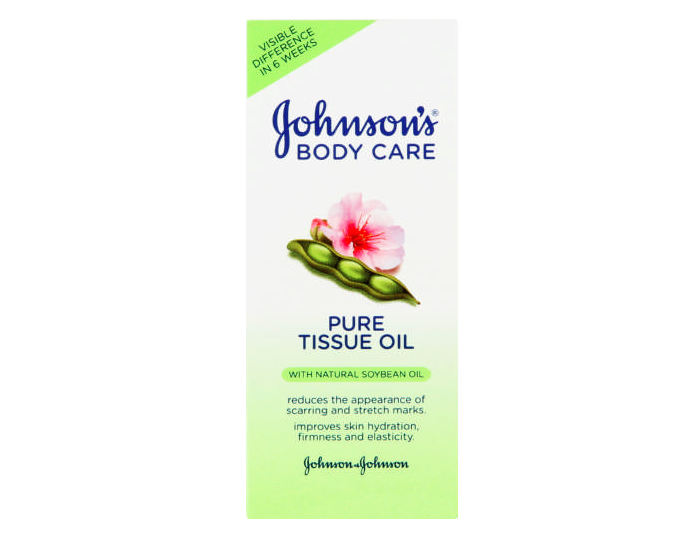 VISIBLE
DIFFERENCE
IN 6 WEEKS
Johnson's®
BODY CARE
PURE
TISSUE OIL
WITH NATURAL SOYBEAN OIL
reduces the appearance of
scarring and stretch marks.
improves skin hydration,
firmness and elasticity.
Johnson+Johnson